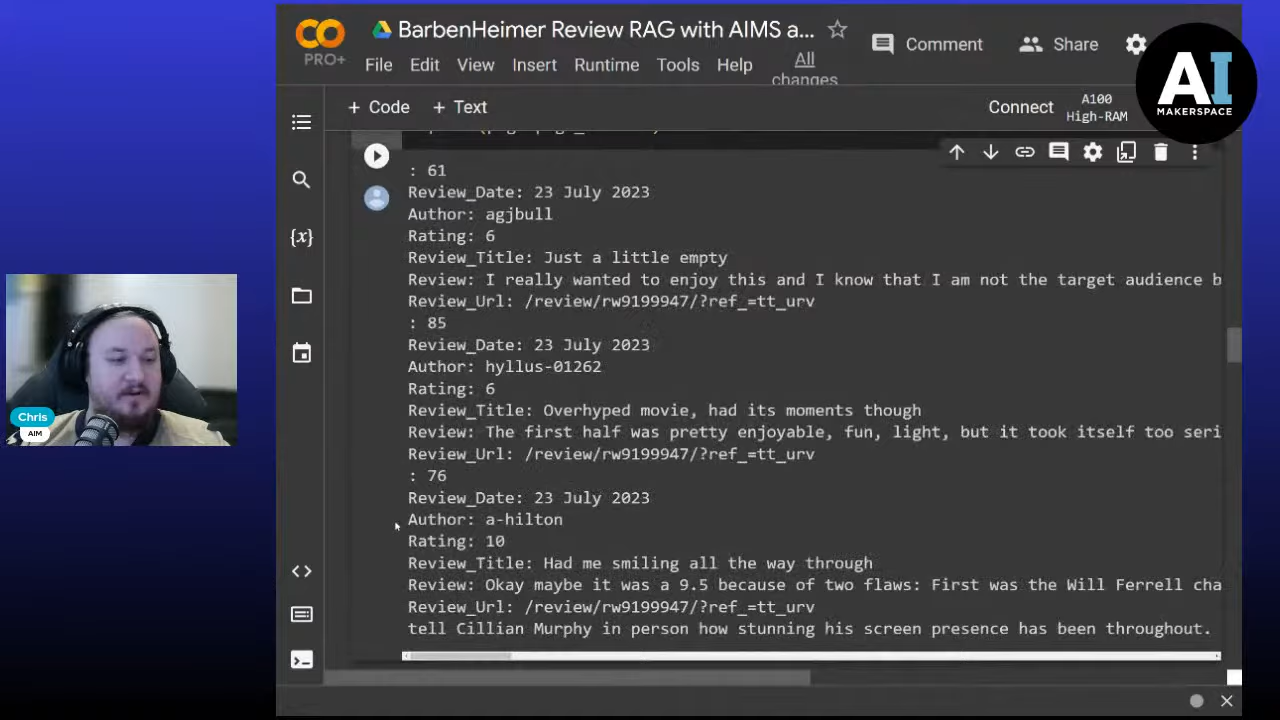 BarbenHeimer Review RAG with AIMS a...
PRO+
File Edit View Insert Runtime Tools Help All changes
Comment
Share
AI
MAKERSPACE
+ Code + Text
Connect
A100
High-RAM
: 61
Review_Date: 23 July 2023
Author: agjbull
Rating: 6
Review_Title: Just a little empty
Review: I really wanted to enjoy this and I know that I am not the target audience b
Review_Url: /review/rw9199947/?ref_=tt_urv
: 85
Review_Date: 23 July 2023
Author: hyllus-01262
Rating: 6
Review_Title: Overhyped movie, had its moments though
Review: The first half was pretty enjoyable, fun, light, but it took itself too seri
Review_Url: /review/rw9199947/?ref_=tt_urv
: 76
Review_Date: 23 July 2023
Author: a-hilton
Rating: 10
Review_Title: Had me smiling all the way through
Review: Okay maybe it was a 9.5 because of two flaws: First was the Will Ferrell cha
Review_Url: /review/rw9199947/?ref_=tt_urv
tell Cillian Murphy in person how stunning his screen presence has been throughout.
Chris
AIM